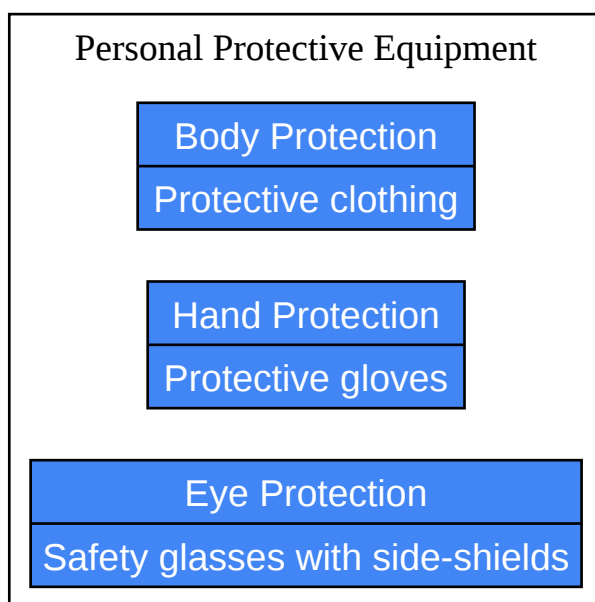 Personal Protective Equipment
Body Protection
Protective clothing
Hand Protection
Protective gloves
Eye Protection
Safety glasses with side-shields